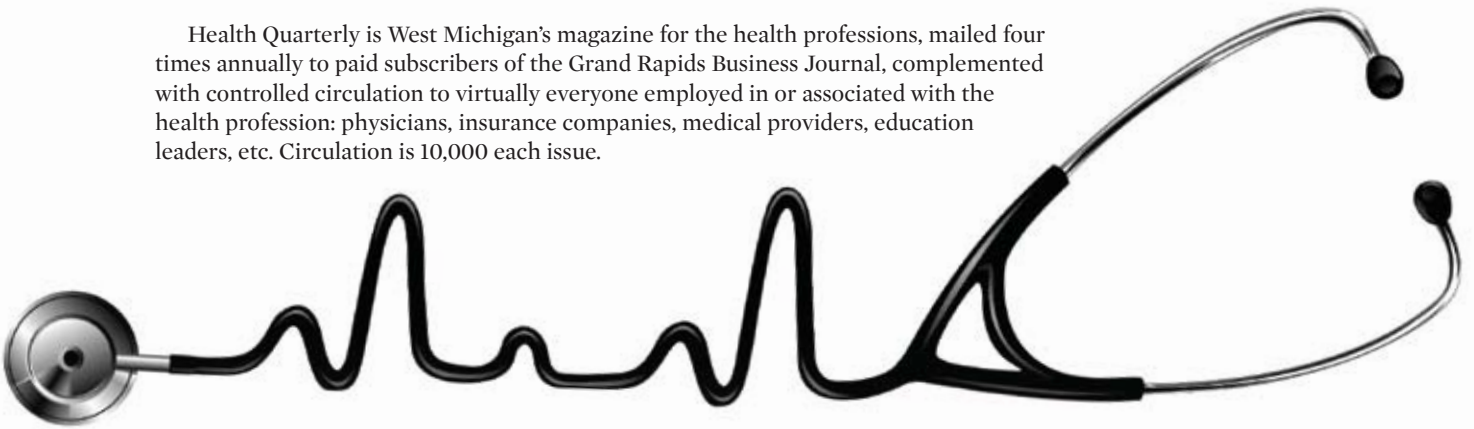 Health Quarterly is West Michigan’s magazine for the health professions, mailed four
times annually to paid subscribers of the Grand Rapids Business Journal, complemented
with controlled circulation to virtually everyone employed in or associated with the
health profession: physicians, insurance companies, medical providers, education
leaders, etc. Circulation is 10,000 each issue.